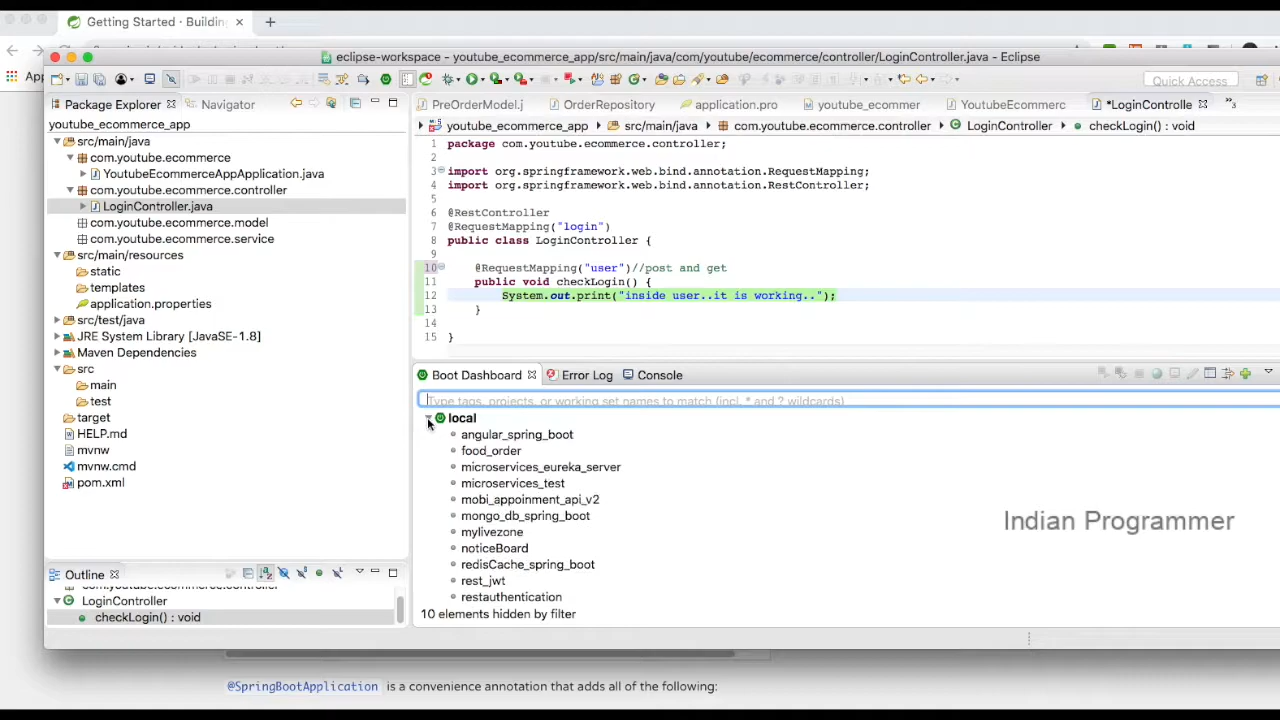 Getting Started · Building
eclipse-workspace - youtube_ecommerce_app/src/main/java/com/youtube/ecommerce/controller/LoginController.java - Eclipse
Quick Access
Package Explorer
Navigator
youtube_ecommerce_app
src/main/java
com.youtube.ecommerce
YoutubeEcommerceAppApplication.java
com.youtube.ecommerce.controller
LoginController.java
com.youtube.ecommerce.model
com.youtube.ecommerce.service
src/main/resources
static
templates
application.properties
src/test/java
JRE System Library [JavaSE-1.8]
Maven Dependencies
src
main
test
target
HELP.md
mvnw
mvnw.cmd
pom.xml
Outline
LoginController
checkLogin() : void
PreOrderModel.j OrderRepository application.pro youtube_ecommer YoutubeEcommerc *LoginControlle
youtube_ecommerce_app src/main/java com.youtube.ecommerce.controller LoginController checkLogin() : void
1 package com.youtube.ecommerce.controller;
2
3 import org.springframework.web.bind.annotation.RequestMapping;
4 import org.springframework.web.bind.annotation.RestController;
5
6 @RestController
7 @RequestMapping("login")
8 public class LoginController {
9
10 @RequestMapping("user")//post and get
11 public void checkLogin() {
12 System.out.print("inside user..it is working..");
13 }
14
15 }
Boot Dashboard Error Log Console
Type tags, projects, or working set names to match (incl. * and ? wildcards)
local
angular_spring_boot
food_order
microservices_eureka_server
microservices_test
mobi_appoinment_api_v2
mongo_db_spring_boot
mylivezone
noticeBoard
redisCache_spring_boot
rest_jwt
restauthentication
10 elements hidden by filter
Indian Programmer
@SpringBootApplication is a convenience annotation that adds all of the following: